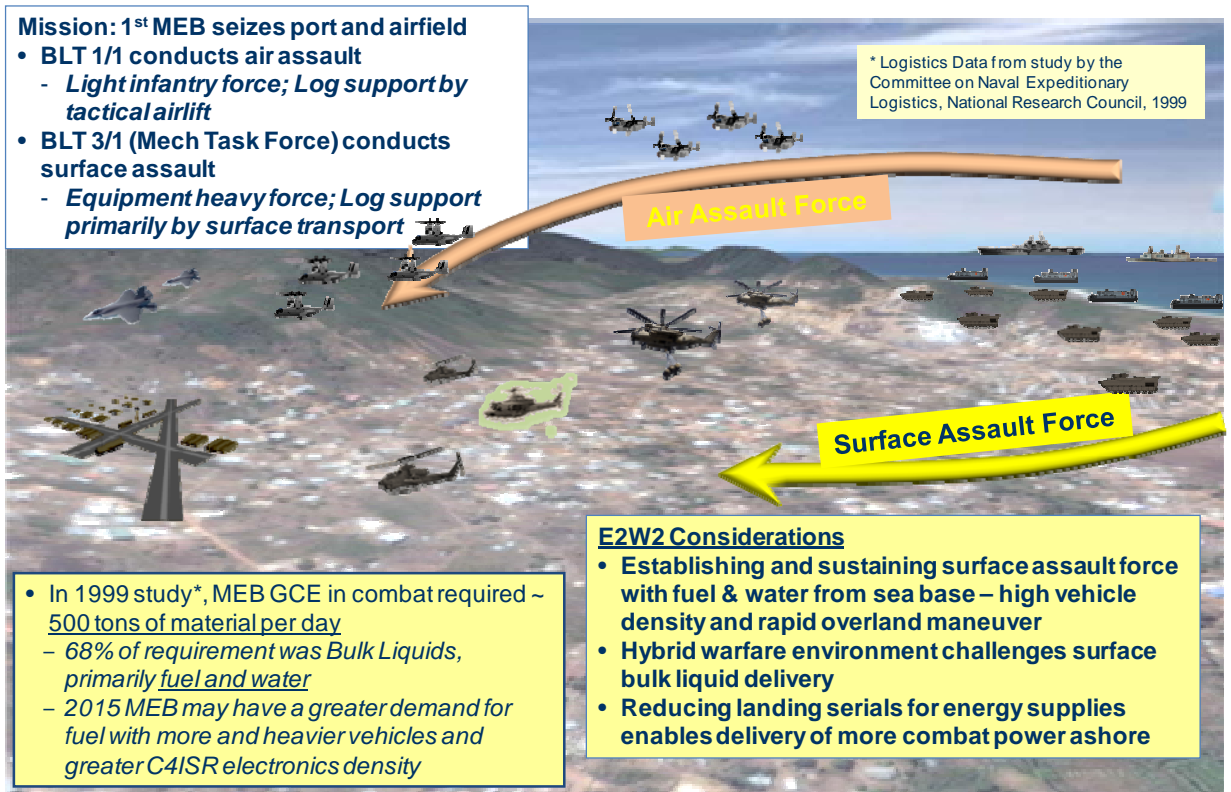 Mission: 1st MEB seizes port and airfield
• BLT 1/1 conducts air assault
- Light infantry force; Log support by
tactical airlift
• BLT 3/1 (Mech Task Force) conducts
surface assault
- Equipment heavy force; Log support
primarily by surface transport
* Logistics Data from study by the
Committee on Naval Expeditionary
Logistics, National Research Council, 1999
Air Assault Force
Surface Assault Force
• In 1999 study*, MEB GCE in combat required ~
500 tons of material per day
– 68% of requirement was Bulk Liquids,
primarily fuel and water
– 2015 MEB may have a greater demand for
fuel with more and heavier vehicles and
greater C4ISR electronics density
E2W2 Considerations
• Establishing and sustaining surface assault force
with fuel & water from sea base – high vehicle
density and rapid overland maneuver
• Hybrid warfare environment challenges surface
bulk liquid delivery
• Reducing landing serials for energy supplies
enables delivery of more combat power ashore